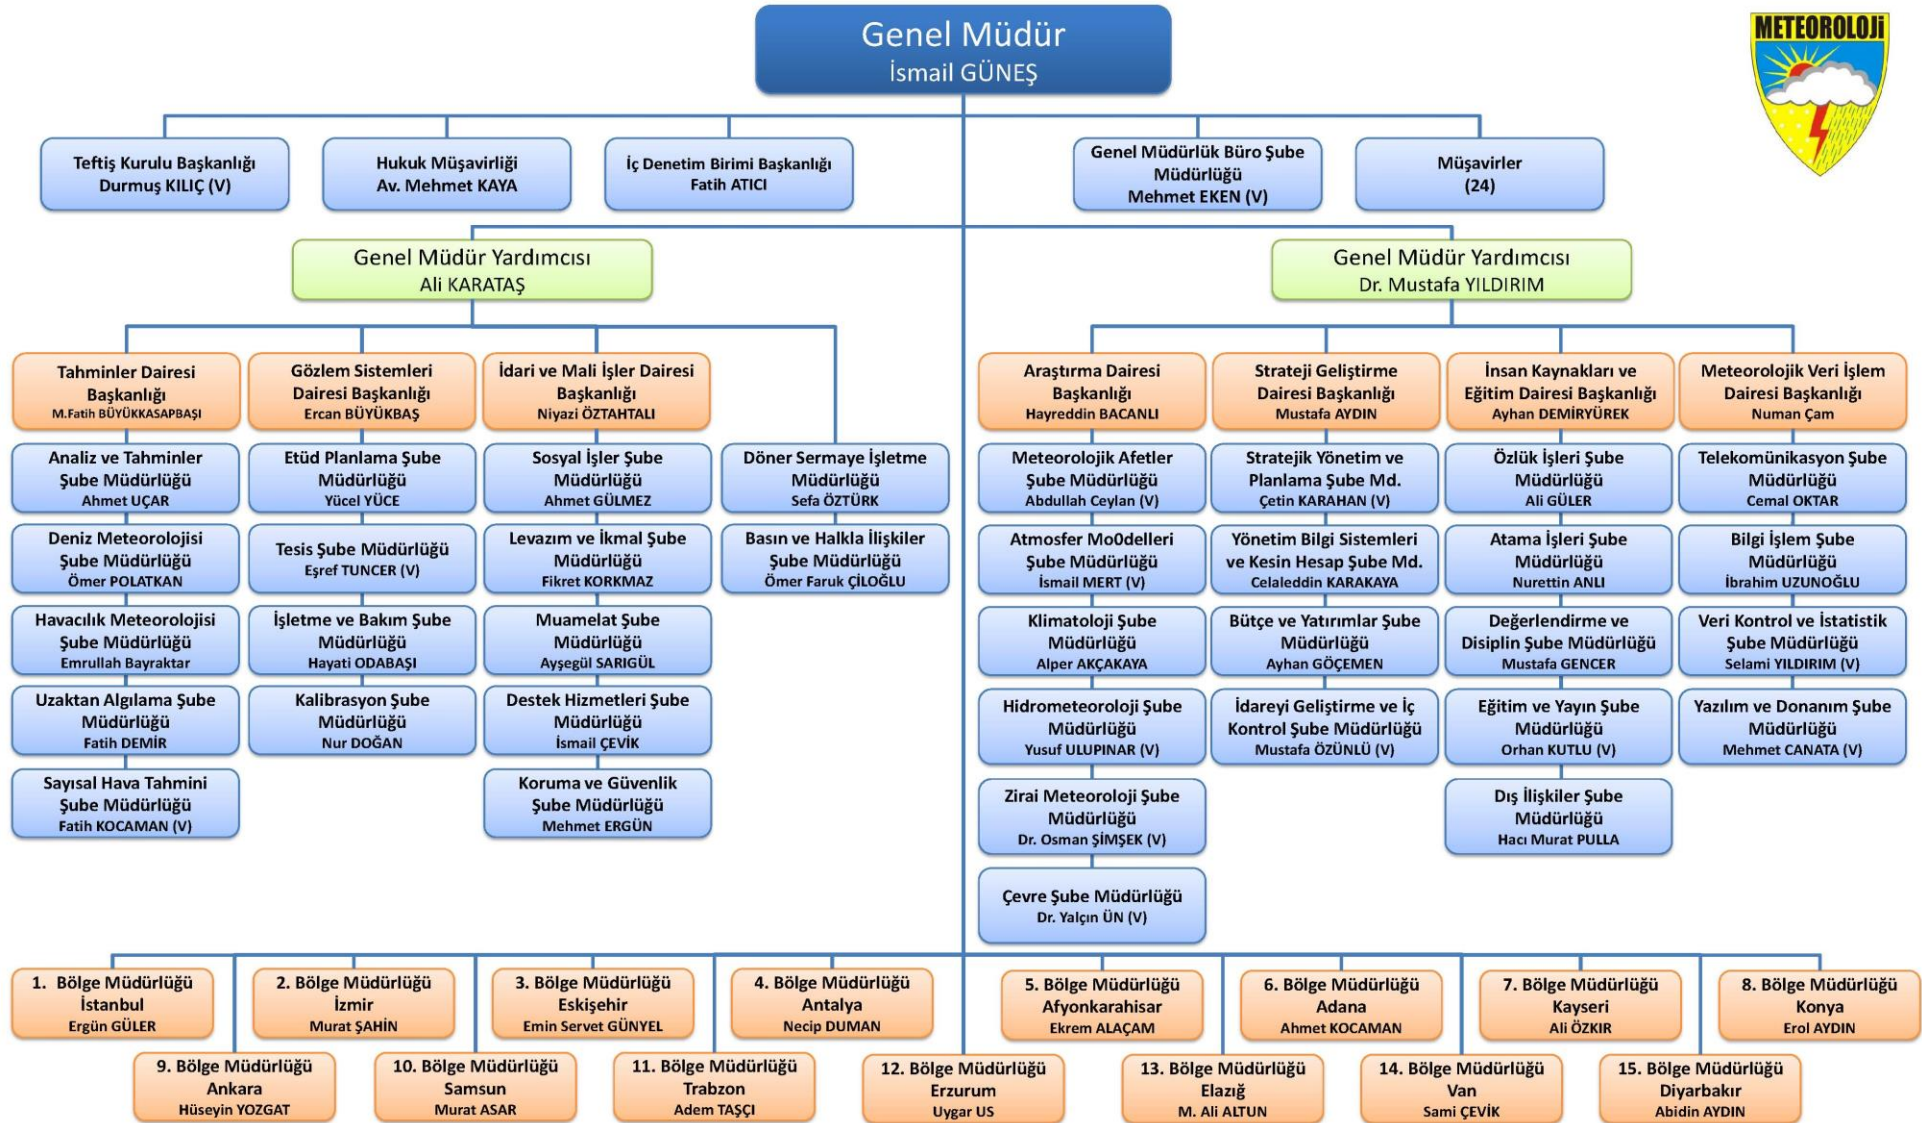 Genel Müdür
İsmail GÜNEŞ
METEOROLOJİ
Teftiş Kurulu Başkanlığı
Durmuş KILIÇ (V)
Hukuk Müşavirliği
Av. Mehmet KAYA
İç Denetim Birimi Başkanlığı
Fatih ATICI
Genel Müdürlük Büro Şube
Müdürlüğü
Mehmet EKEN (V)
Müşavirler
(24)
Genel Müdür Yardımcısı
Ali KARATAŞ
Genel Müdür Yardımcısı
Dr. Mustafa YILDIRIM
Tahminler Dairesi
Başkanlığı
M.Fatih BÜYÜKKASAPBAŞI
Analiz ve Tahminler
Şube Müdürlüğü
Ahmet UÇAR
Deniz Meteorolojisi
Şube Müdürlüğü
Ömer POLATKAN
Havacılık Meteorolojisi
Şube Müdürlüğü
Emrullah Bayraktar
Uzaktan Algılama Şube
Müdürlüğü
Fatih DEMİR
Sayısal Hava Tahmini
Şube Müdürlüğü
Fatih KOCAMAN (V)
Gözlem Sistemleri
Dairesi Başkanlığı
Ercan BÜYÜKBAŞ
Etüd Planlama Şube
Müdürlüğü
Yücel YÜCE
Tesis Şube Müdürlüğü
Eşref TUNCER (V)
İşletme ve Bakım Şube
Müdürlüğü
Hayati ODABAŞI
Kalibrasyon Şube
Müdürlüğü
Nur DOĞAN
İdari ve Mali İşler Dairesi
Başkanlığı
Niyazi ÖZTAHTALI
Sosyal İşler Şube
Müdürlüğü
Ahmet GÜLMEZ
Levazım ve İkmal Şube
Müdürlüğü
Fikret KORKMAZ
Muamelat Şube
Müdürlüğü
Ayşegül SARIGÜL
Destek Hizmetleri Şube
Müdürlüğü
İsmail ÇEVİK
Koruma ve Güvenlik
Şube Müdürlüğü
Mehmet ERGÜN
Döner Sermaye İşletme
Müdürlüğü
Sefa ÖZTÜRK
Basın ve Halkla İlişkiler
Şube Müdürlüğü
Ömer Faruk ÇİLOĞLU
Araştırma Dairesi
Başkanlığı
Hayreddin BACANLI
Meteorolojik Afetler
Şube Müdürlüğü
Abdullah Ceylan (V)
Atmosfer Mo0delleri
Şube Müdürlüğü
İsmail MERT (V)
Klimatoloji Şube
Müdürlüğü
Alper AKÇAKAYA
Hidrometeoroloji Şube
Müdürlüğü
Yusuf ULUPINAR (V)
Zirai Meteoroloji Şube
Müdürlüğü
Dr. Osman ŞİMŞEK (V)
Çevre Şube Müdürlüğü
Dr. Yalçın ÜN (V)
Strateji Geliştirme
Dairesi Başkanlığı
Mustafa AYDIN
Stratejik Yönetim ve
Planlama Şube Md.
Çetin KARAHAN (V)
Yönetim Bilgi Sistemleri
ve Kesin Hesap Şube Md.
Celaleddin KARAKAYA
Bütçe ve Yatırımlar Şube
Müdürlüğü
Ayhan GÖÇEMEN
İdareyi Geliştirme ve İç
Kontrol Şube Müdürlüğü
Mustafa ÖZÜNLÜ (V)
İnsan Kaynakları ve
Eğitim Dairesi Başkanlığı
Ayhan DEMİRYÜREK
Özlük İşleri Şube
Müdürlüğü
Ali GÜLER
Atama İşleri Şube
Müdürlüğü
Nurettin ANLI
Değerlendirme ve
Disiplin Şube Müdürlüğü
Mustafa GENCER
Eğitim ve Yayın Şube
Müdürlüğü
Orhan KUTLU (V)
Dış İlişkiler Şube
Müdürlüğü
Hacı Murat PULLA
Meteorolojik Veri İşlem
Dairesi Başkanlığı
Numan Çam
Telekomünikasyon Şube
Müdürlüğü
Cemal OKTAR
Bilgi İşlem Şube
Müdürlüğü
İbrahim UZUNOĞLU
Veri Kontrol ve İstatistik
Şube Müdürlüğü
Selami YILDIRIM (V)
Yazılım ve Donanım Şube
Müdürlüğü
Mehmet CANATA (V)
1. Bölge Müdürlüğü
İstanbul
Ergün GÜLER
2. Bölge Müdürlüğü
İzmir
Murat ŞAHİN
3. Bölge Müdürlüğü
Eskişehir
Emin Servet GÜNYEL
4. Bölge Müdürlüğü
Antalya
Necip DUMAN
5. Bölge Müdürlüğü
Afyonkarahisar
Ekrem ALAÇAM
6. Bölge Müdürlüğü
Adana
Ahmet KOCAMAN
7. Bölge Müdürlüğü
Kayseri
Ali ÖZKIR
8. Bölge Müdürlüğü
Konya
Erol AYDIN
9. Bölge Müdürlüğü
Ankara
Hüseyin YOZGAT
10. Bölge Müdürlüğü
Samsun
Murat ASAR
11. Bölge Müdürlüğü
Trabzon
Adem TAŞÇI
12. Bölge Müdürlüğü
Erzurum
Uygar US
13. Bölge Müdürlüğü
Elazığ
M. Ali ALTUN
14. Bölge Müdürlüğü
Van
Sami ÇEVİK
15. Bölge Müdürlüğü
Diyarbakır
Abidin AYDIN